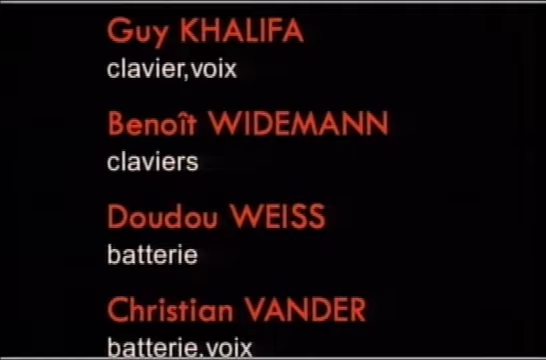 Guy KHALIFA
clavier,voix
Benoît WIDEMANN
claviers
Doudou WEISS
batterie
Christian VANDER
batterie,voix